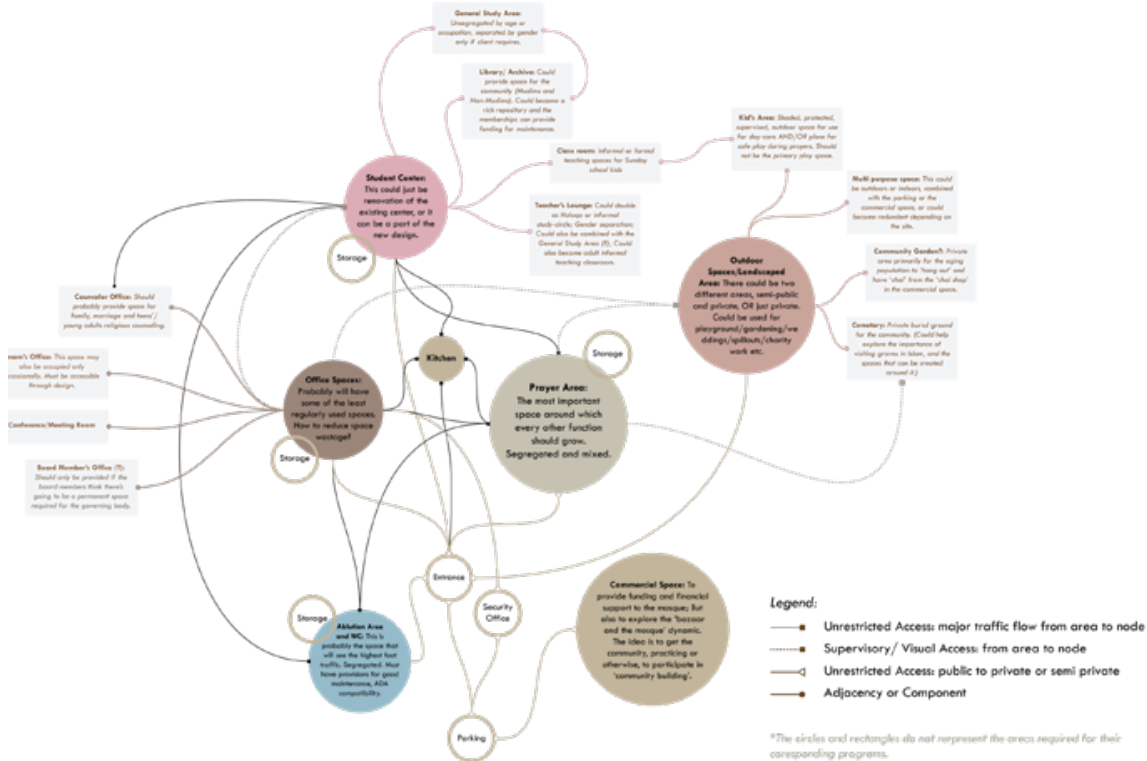 General Study Area:
Unsegregated by age or
occupation, separated by gender
only if client requires.
Library/ Archive: Could
provide space for the
community (Muslims and
Non-Muslims). Could become a
rich repository and the
memberships can provide
funding for maintenance.
Class room: Informal or formal
teaching spaces for Sunday
school kids
Teacher's Lounge: Could double
as Halaqa or informal
study-circle; Gender separation;
Could also be combined with the
General Study Area (?), Could
also become adult informal
teaching classroom.
Kid's Area: Shaded, protected,
supervised, outdoor space for use
for day care AND/OR place for
safe play during prayers. Should
not be the primary play space.
Multi purpose space: This could
be outdoors or indoors, combined
with the parking or the
commercial space, or could
become redundant depending on
the site.
Community Garden?: Private
area primarily for the aging
population to 'hang out' and
have 'chai' from the 'chai shop' in
the commercial space.
Cemetary: Private burial ground
for the community. (Could help
explore the importance of
visiting graves in Islam, and the
spaces that can be created
around it.)
Student Center:
This could just be
renovation of the
existing center, or it
can be a part of the
new design.
Storage
Outdoor
Spaces/Landscaped
Area: There could be two
different areas, semi-public
and private, OR just private.
Could be used for
playground/gardening/we
ddings/spillouts/charity
work etc.
Counselor Office: Should
probably provide space for
family, marriage and teens'/
young-adults religious counseling.
Office: This space may
also be occupied only
Must be accessible
through design.
Conference/Meeting Room
Board Member's Office (?):
Should only be provided if the
board members think there's
going to be a permanent space
required for the governing body.
Office Spaces:
Probably will have
some of the least
regularly used spaces.
How to reduce space
wastage?
Storage
Kitchen
Storage
Prayer Area:
The most important
space around which
every other function
should grow.
Segregated and mixed.
Entrance
Security
Office
Parking
Storage
Ablution Area
and WC: This is
probably the space that
will see the highest foot
traffic. Segregated. Must
have provisions for good
maintenance, ADA
compatibility.
Commercial Space: To
provide funding and financial
support to the mosque; But
also to explore the 'bazaar
and the mosque' dynamic.
The idea is to get the
community, practicing or
otherwise, to participate in
'community building'.
Legend:
Unrestricted Access: major traffic flow from area to node
Supervisory/ Visual Access: from area to node
Unrestricted Access: public to private or semi private
Adjacency or Component
*The circles and rectangles do not rerpresent the areas required for their
coresponding programs.